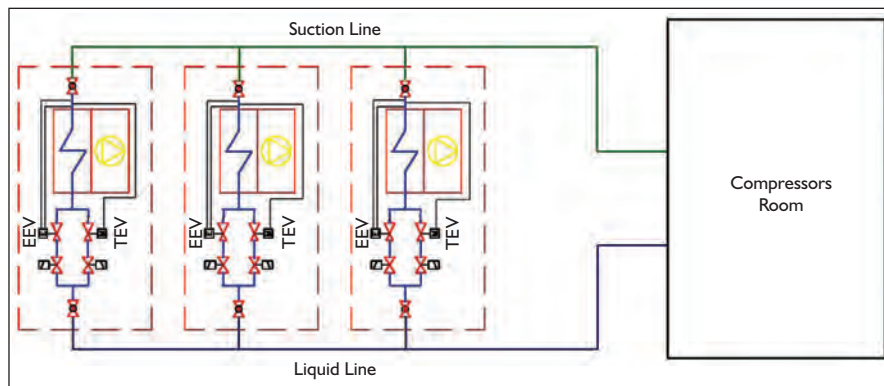 Suction Line
EEV
TEV
EEV
TEV
EEV
TEV
Compressors
Room
Liquid Line